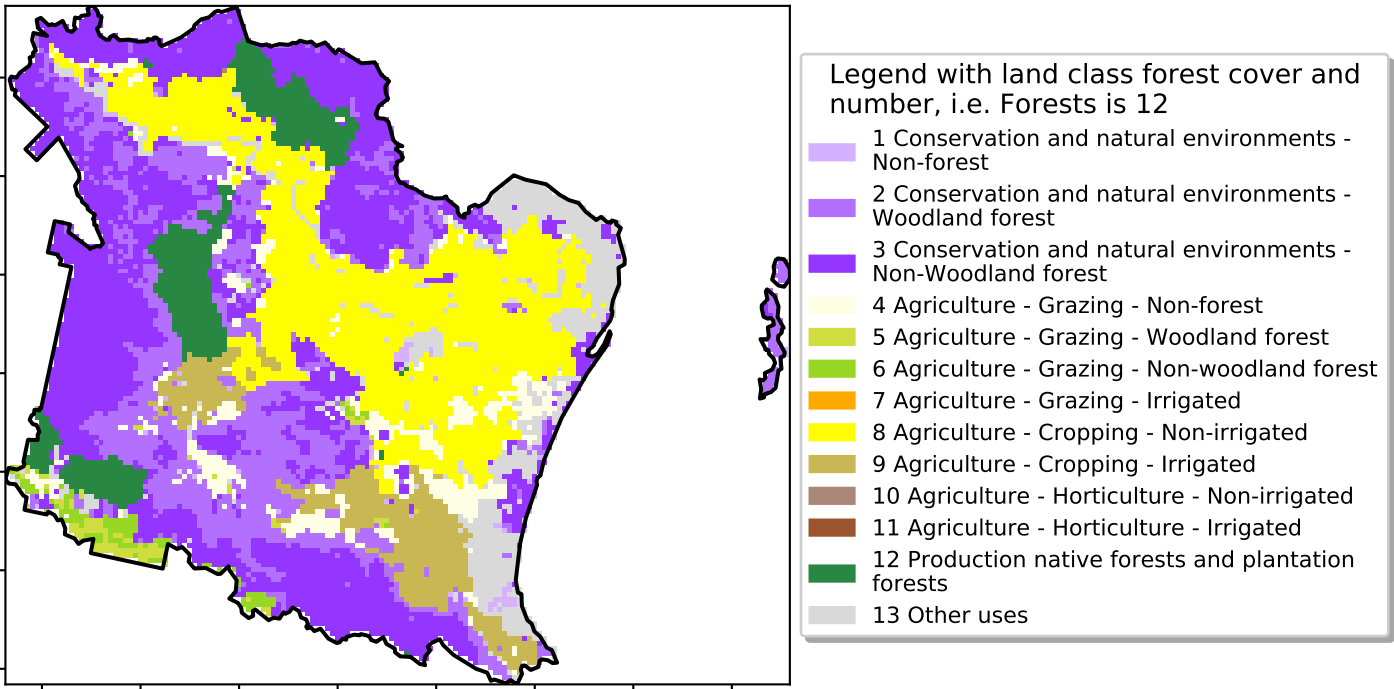 Legend with land class forest cover and
number, i.e. Forests is 12
1 Conservation and natural environments -
Non-forest
2 Conservation and natural environments -
Woodland forest
3 Conservation and natural environments -
Non-Woodland forest
4 Agriculture - Grazing - Non-forest
5 Agriculture - Grazing - Woodland forest
6 Agriculture - Grazing - Non-woodland forest
7 Agriculture - Grazing - Irrigated
8 Agriculture - Cropping - Non-irrigated
9 Agriculture - Cropping - Irrigated
10 Agriculture - Horticulture - Non-irrigated
11 Agriculture - Horticulture - Irrigated
12 Production native forests and plantation
forests
13 Other uses